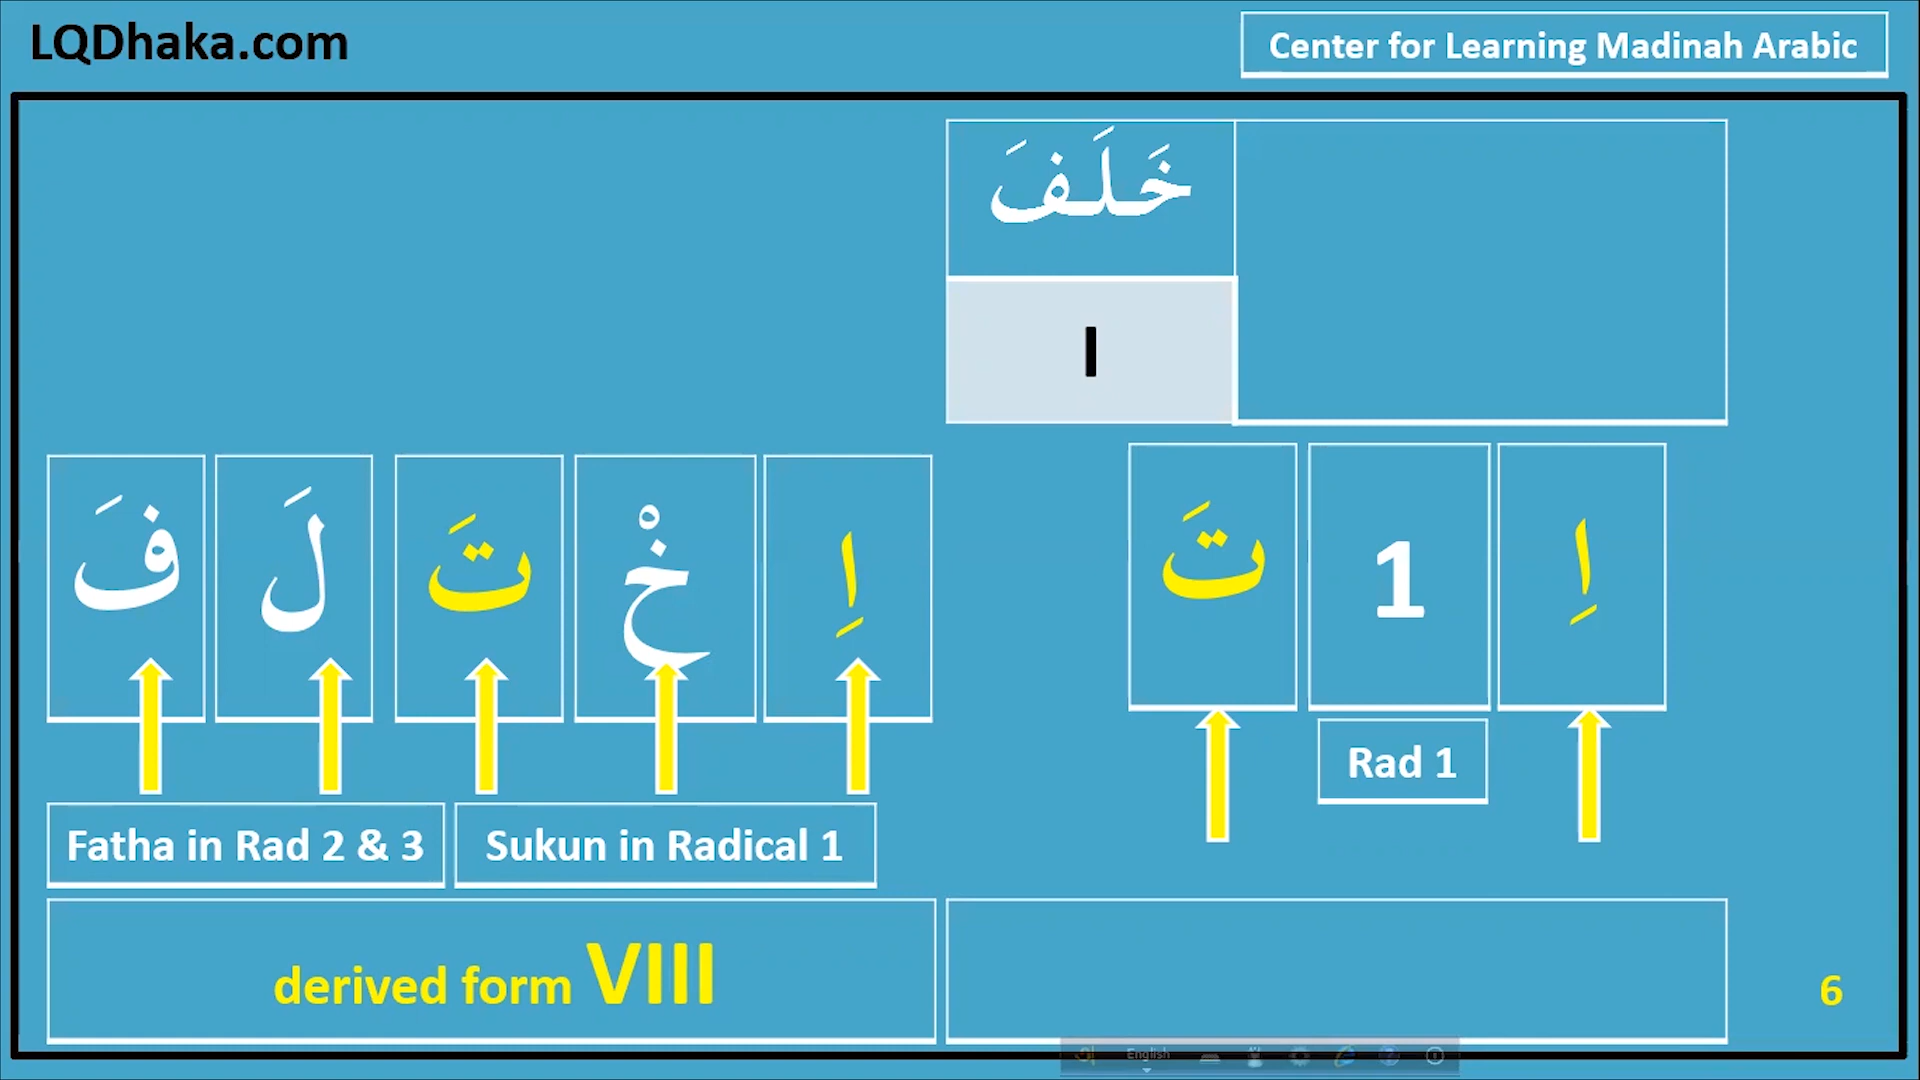 LQDhaka.com
Center for Learning Madinah Arabic
خَلَفَ
I
اِ 1 تَ
اِ خْ تَ لَ فَ
Rad 1
Fatha in Rad 2 & 3
Sukun in Radical 1
derived form VIII
6
English